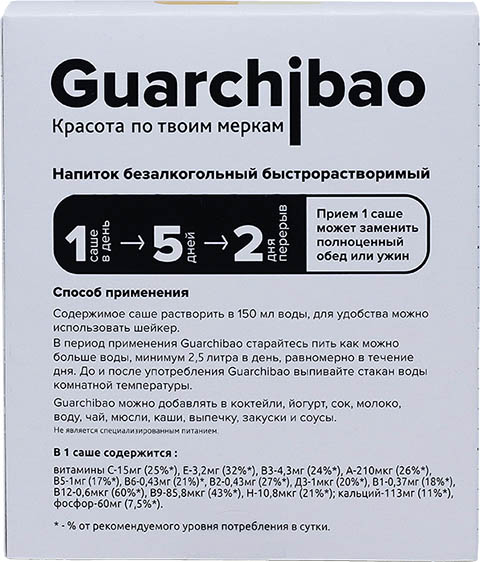 Guarchibao
Красота по твоим меркам
Напиток безалкогольный быстрорастворимый
1 саше в день → 5 дней → 2 дня перерыв
Прием 1 саше
может заменить
полноценный
обед или ужин
Способ применения
Содержимое саше растворить в 150 мл воды, для удобства можно
использовать шейкер.
В период применения Guarchibao старайтесь пить как можно
больше воды, минимум 2,5 литра в день, равномерно в течение
дня. До и после употребления Guarchibao выпивайте стакан воды
комнатной температуры.
Guarchibao можно добавлять в коктейли, йогурт, сок, молоко,
воду, чай, мюсли, каши, выпечку, закуски и соусы.
Не является специализированным питанием.
В 1 саше содержится :
витамины С-15мг (25%*), Е-3,2мг (32%*), В3-4,3мг (24%*), А-210мкг (26%*),
В5-1мг (17%*), В6-0,43мг (21%)*, В2-0,43мг (27%*), Д3-1мкг (20%*), В1-0,37мг (18%*),
В12-0,6мкг (60%*), В9-85,8мкг (43%*), Н-10,8мкг (21%*); кальций-113мг (11%*),
фосфор-60мг (7,5%*).
* - % от рекомендуемого уровня потребления в сутки.